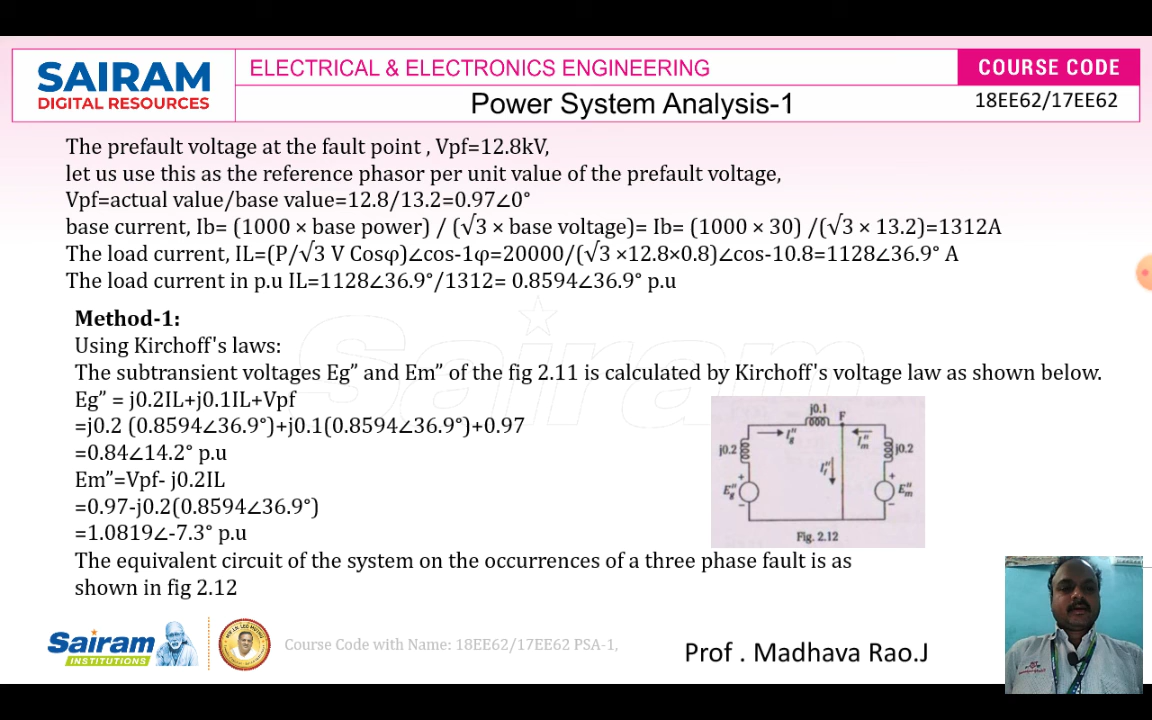 SAIRAM
DIGITAL RESOURCES
ELECTRICAL & ELECTRONICS ENGINEERING
Power System Analysis-1
COURSE CODE
18EE62/17EE62
The prefault voltage at the fault point , Vpf=12.8kV,
let us use this as the reference phasor per unit value of the prefault voltage,
Vpf=actual value/base value=12.8/13.2=0.97∠0°
base current, Ib= (1000 × base power) / (√3 × base voltage)= Ib= (1000 × 30) /(√3 × 13.2)=1312A
The load current, IL=(P/√3 V Cosφ)∠cos-1φ=20000/(√3 ×12.8×0.8)∠cos-10.8=1128∠36.9° A
The load current in p.u IL=1128∠36.9°/1312= 0.8594∠36.9° p.u
Method-1:
Using Kirchoff's laws:
The subtransient voltages Eg” and Em” of the fig 2.11 is calculated by Kirchoff's voltage law as shown below.
Eg” = j0.2IL+j0.1IL+Vpf
=j0.2 (0.8594∠36.9°)+j0.1(0.8594∠36.9°)+0.97
=0.84∠14.2° p.u
Em”=Vpf- j0.2IL
=0.97-j0.2(0.8594∠36.9°)
=1.0819∠-7.3° p.u
The equivalent circuit of the system on the occurrences of a three phase fault is as
shown in fig 2.12
j0.1
F
I"g
I"m
j0.2
j0.2
I"f
+
+
E"g
E"m
-
-
Fig. 2.12
Sairam
Sairam
INSTITUTIONS
Course Code with Name: 18EE62/17EE62 PSA-1,
Prof . Madhava Rao.J